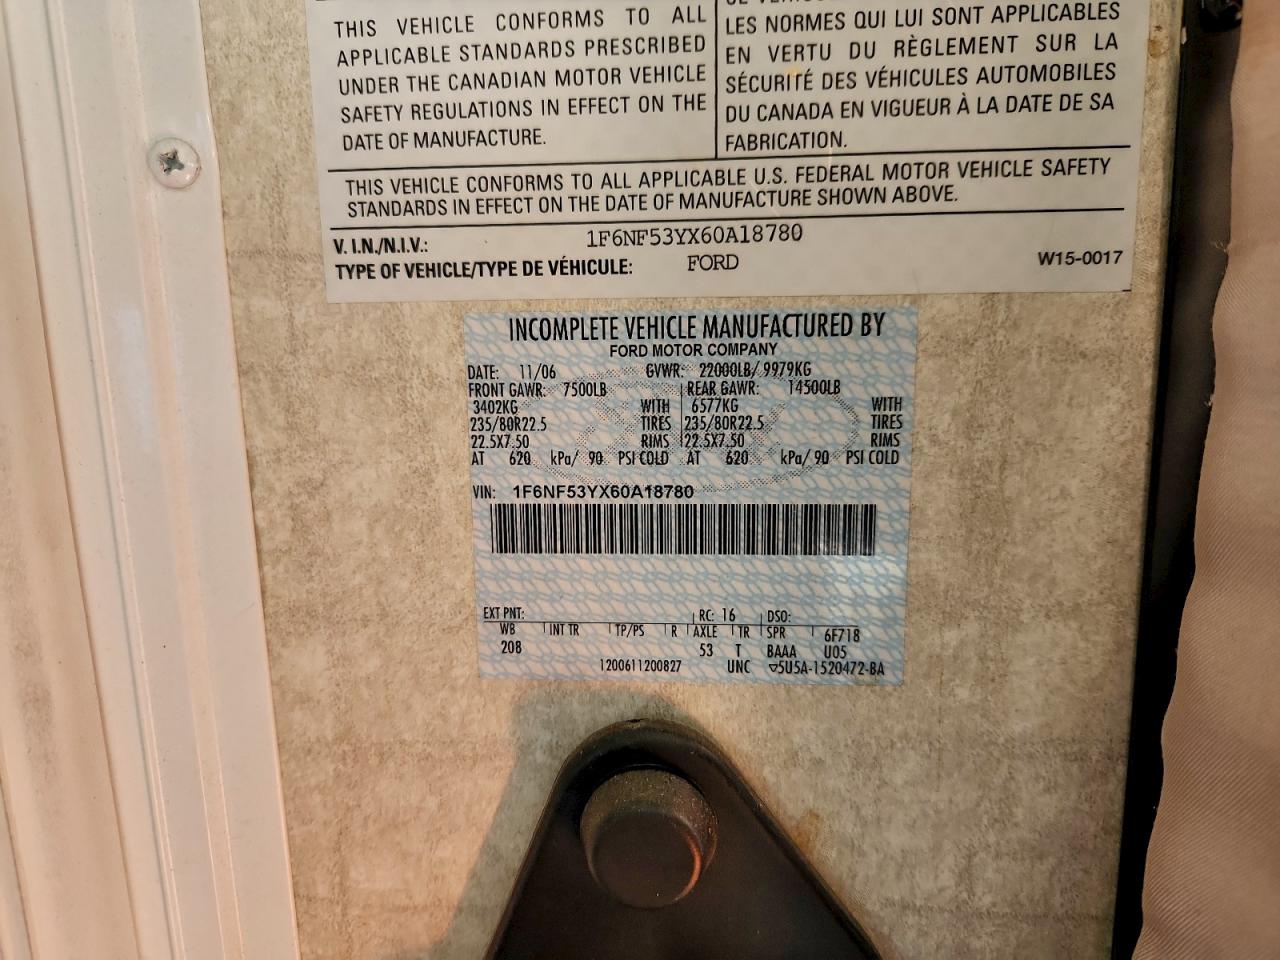 THIS VEHICLE CONFORMS TO ALL
APPLICABLE STANDARDS PRESCRIBED
UNDER THE CANADIAN MOTOR VEHICLE
SAFETY REGULATIONS IN EFFECT ON THE
DATE OF MANUFACTURE.
LES NORMES QUI LUI SONT APPLICABLES
EN VERTU DU RÈGLEMENT SUR LA
SÉCURITÉ DES VÉHICULES AUTOMOBILES
DU CANADA EN VIGUEUR À LA DATE DE SA
FABRICATION.
THIS VEHICLE CONFORMS TO ALL APPLICABLE U.S. FEDERAL MOTOR VEHICLE SAFETY
STANDARDS IN EFFECT ON THE DATE OF MANUFACTURE SHOWN ABOVE.
V. I.N./N.I.V.: 1F6NF53YX60A18780
TYPE OF VEHICLE/TYPE DE VÉHICULE: FORD W15-0017
INCOMPLETE VEHICLE MANUFACTURED BY
FORD MOTOR COMPANY
DATE: 11/06 GVWR: 22000LB/ 9979KG
FRONT GAWR: 7500LB REAR GAWR: 14500LB
3402KG WITH 6577KG WITH
235/80R22.5 TIRES 235/80R22.5 TIRES
22.5X7.50 RIMS 22.5X7.50 RIMS
AT 620 kPa/ 90 PSI COLD AT 620 kPa/ 90 PSI COLD
VIN: 1F6NF53YX60A18780
EXT PNT: RC: 16 DSO:
WB INT TR TP/PS R AXLE TR SPR 6F718
208 53 T BAAA U05
1200611200827 UNC ▽5U5A-1520472-BA